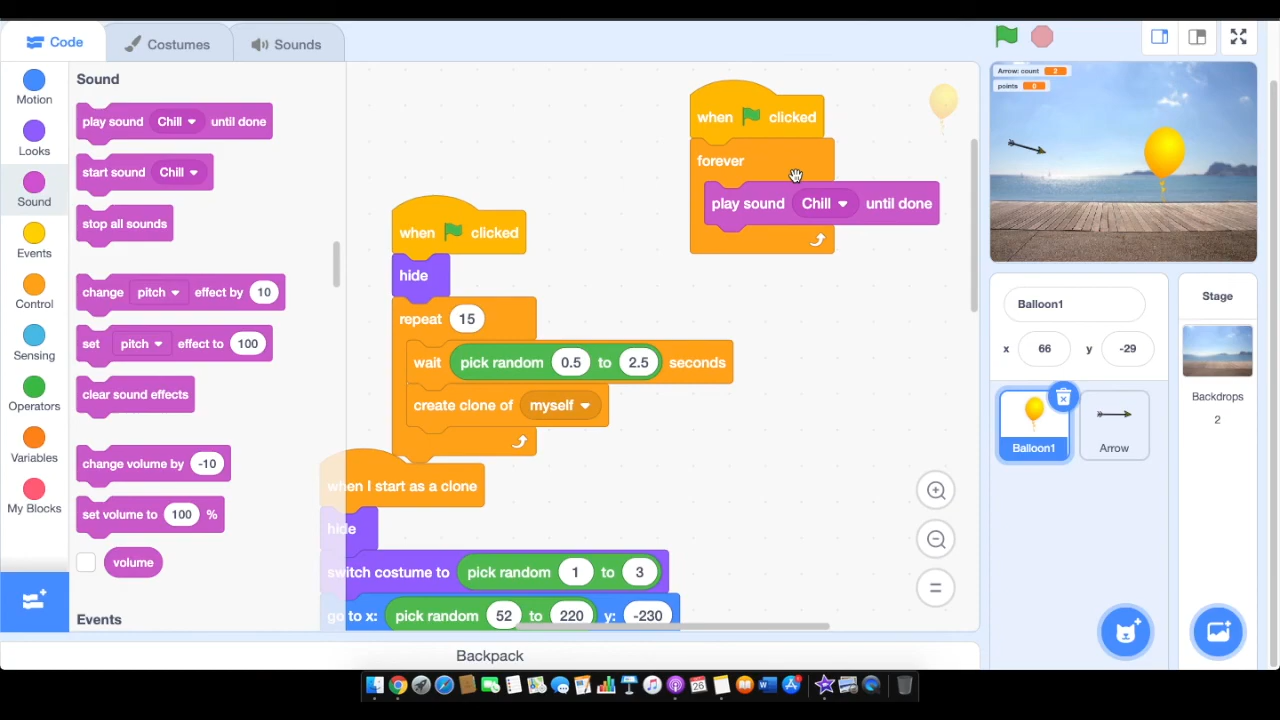 Code
Costumes
Sounds
Motion
Looks
Sound
Events
Control
Sensing
Operators
Variables
My Blocks
Sound
play sound Chill until done
start sound Chill
stop all sounds
change pitch effect by 10
set pitch effect to 100
clear sound effects
change volume by -10
set volume to 100 %
volume
Events
when clicked
forever
play sound Chill until done
when clicked
hide
repeat 15
wait pick random 0.5 to 2.5 seconds
create clone of myself
when I start as a clone
hide
switch costume to pick random 1 to 3
go to x: pick random 52 to 220 y: -230
Arrow: count 3
points 0
Balloon1
x 66 y -29
Balloon1
Arrow
Stage
Backdrops
2
Backpack
26